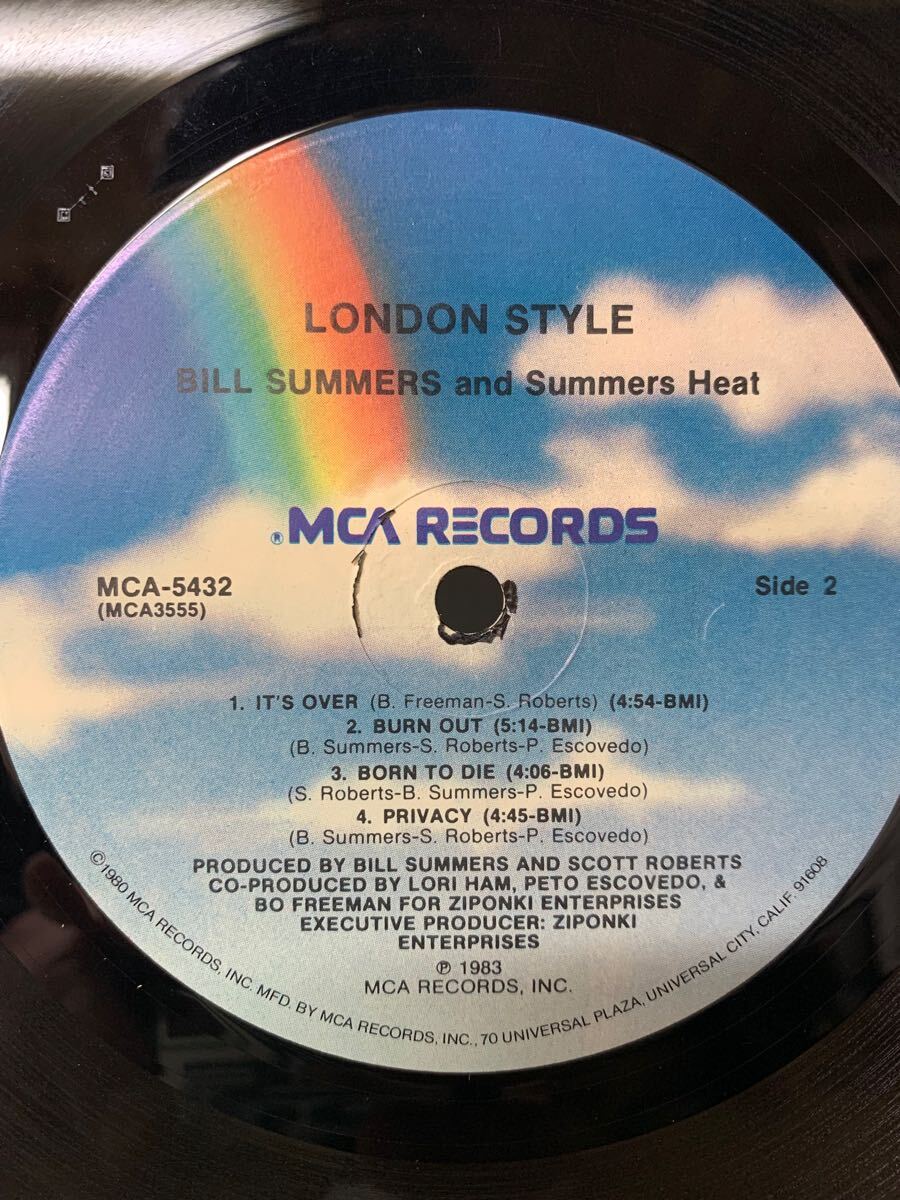 LONDON STYLE
BILL SUMMERS and Summers Heat
® MCA RECORDS
MCA-5432
(MCA3555)
Side 2
1. IT'S OVER (B. Freeman-S. Roberts) (4:54-BMI)
2. BURN OUT (5:14-BMI)
(B. Summers-S. Roberts-P. Escovedo)
3. BORN TO DIE (4:06-BMI)
(S. Roberts-B. Summers-P. Escovedo)
4. PRIVACY (4:45-BMI)
(B. Summers-S. Roberts-P. Escovedo)
PRODUCED BY BILL SUMMERS AND SCOTT ROBERTS
CO-PRODUCED BY LORI HAM, PETO ESCOVEDO, &
BO FREEMAN FOR ZIPONKI ENTERPRISES
EXECUTIVE PRODUCER: ZIPONKI
ENTERPRISES
℗ 1983
MCA RECORDS, INC.
©1980 MCA RECORDS, INC. MFD. BY MCA RECORDS, INC., 70 UNIVERSAL PLAZA, UNIVERSAL CITY, CALIF. 91608